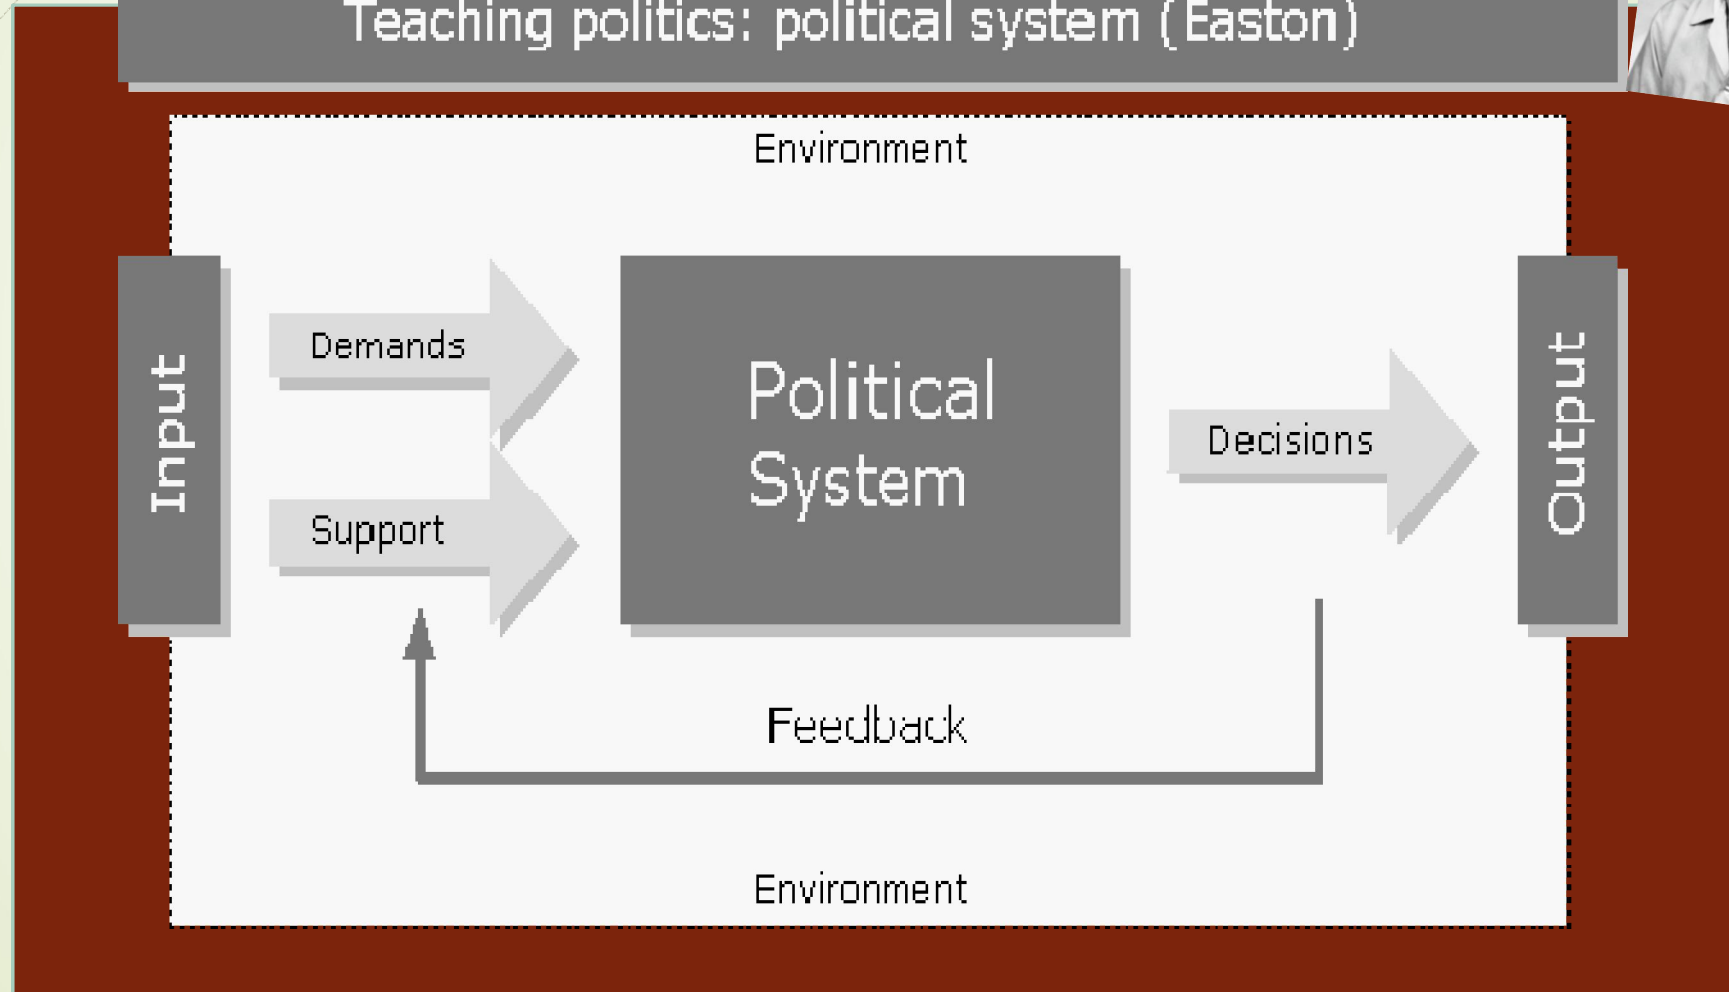 Teaching politics: political system (Easton)
Environment
Input
Demands
Support
Political
System
Decisions
Output
Feedback
Environment